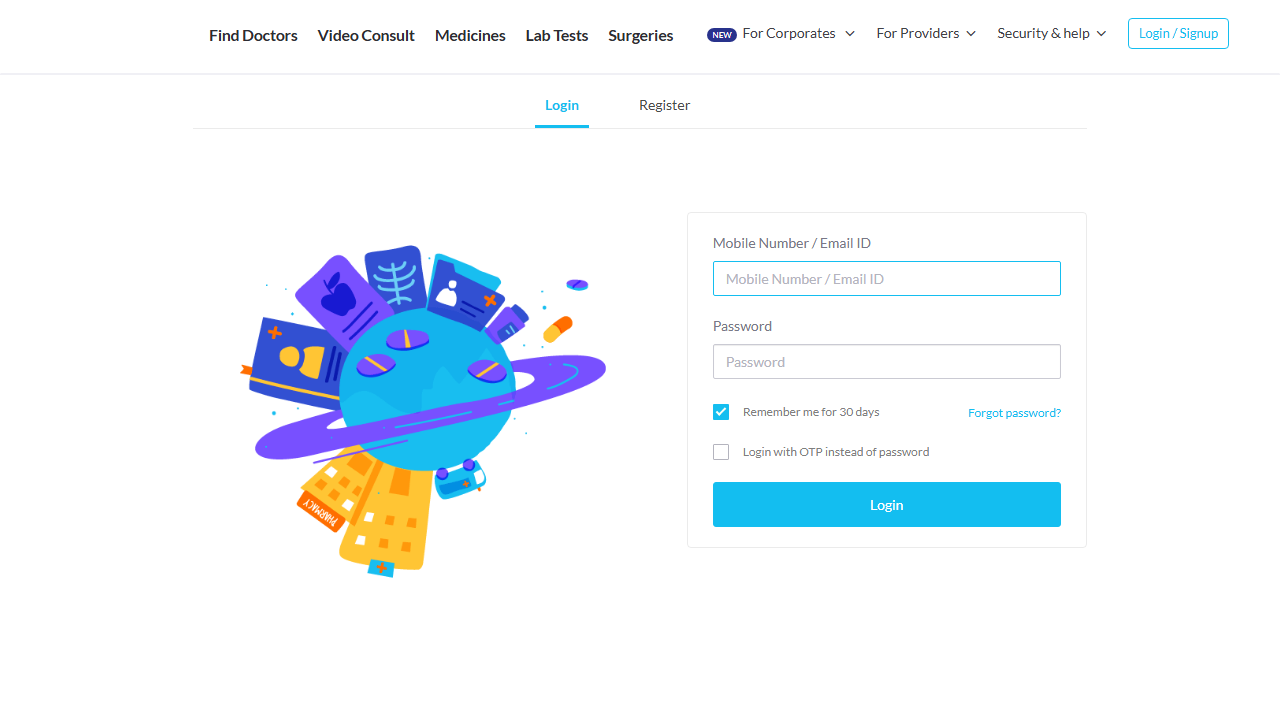 Find Doctors Video Consult Medicines Lab Tests Surgeries NEW For Corporates For Providers Security & help Login / Signup
Login Register
Mobile Number / Email ID
Mobile Number / Email ID
Password
Password
Remember me for 30 days Forgot password?
Login with OTP instead of password
Login
PHARMACY